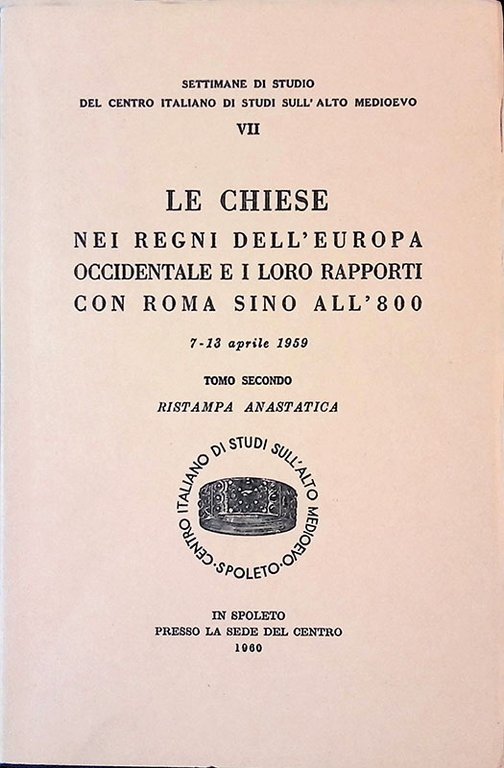 SETTIMANE DI STUDIO
DEL CENTRO ITALIANO DI STUDI SULL'ALTO MEDIOEVO
VII
LE CHIESE
NEI REGNI DELL'EUROPA
OCCIDENTALE E I LORO RAPPORTI
CON ROMA SINO ALL'800
7-13 aprile 1959
TOMO SECONDO
RISTAMPA ANASTATICA
CENTRO ITALIANO DI STUDI SULL'ALTO MEDIOEVO
·SPOLETO·
IN SPOLETO
PRESSO LA SEDE DEL CENTRO
1960